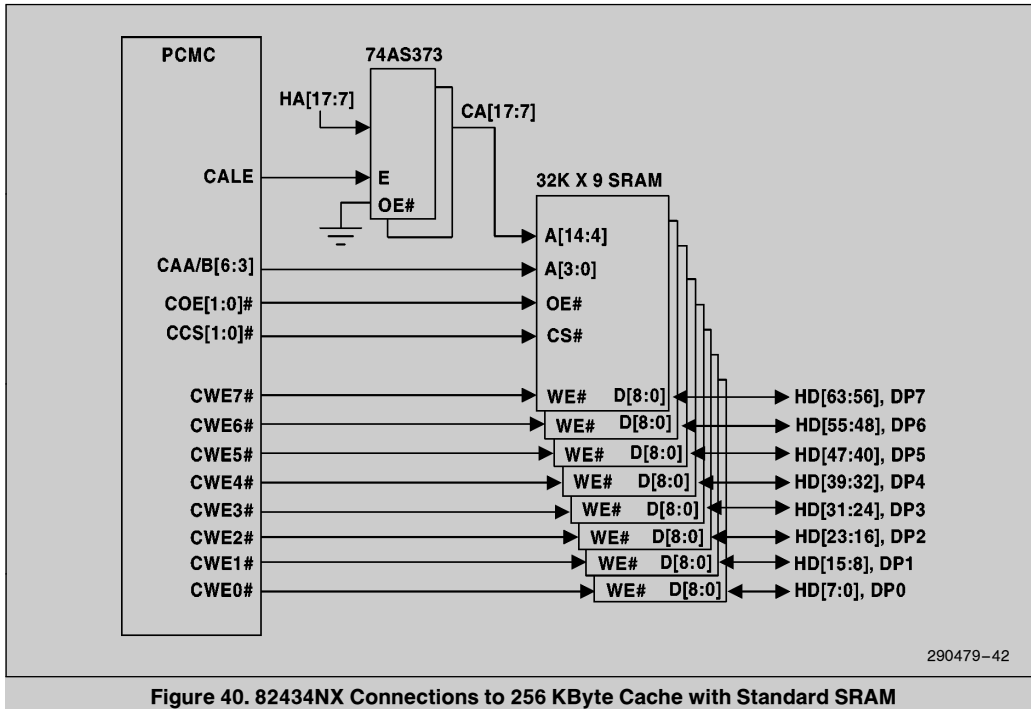 PCMC
74AS373
HA[17:7]
CA[17:7]
CALE
E
OE#
32K X 9 SRAM
A[14:4]
CAA/B[6:3]
A[3:0]
COE[1:0]#
OE#
CCS[1:0]#
CS#
CWE7#
WE# D[8:0]
HD[63:56], DP7
CWE6#
WE# D[8:0]
HD[55:48], DP6
CWE5#
WE# D[8:0]
HD[47:40], DP5
CWE4#
WE# D[8:0]
HD[39:32], DP4
CWE3#
WE# D[8:0]
HD[31:24], DP3
CWE2#
WE# D[8:0]
HD[23:16], DP2
CWE1#
WE# D[8:0]
HD[15:8], DP1
CWE0#
WE# D[8:0]
HD[7:0], DP0
290479–42
Figure 40. 82434NX Connections to 256 KByte Cache with Standard SRAM